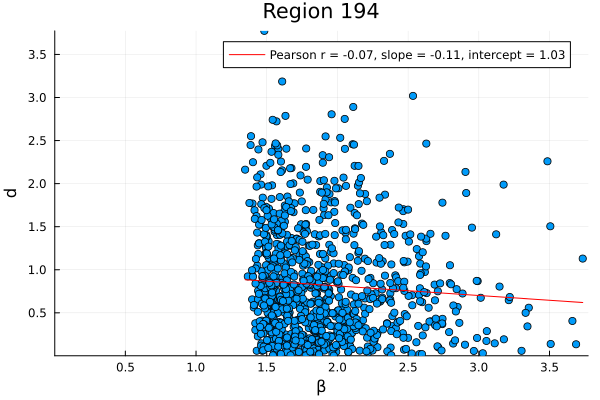 Region 194
Pearson r = -0.07, slope = -0.11, intercept = 1.03
d
3.5
3.0
2.5
2.0
1.5
1.0
0.5
0.5 1.0 1.5 2.0 2.5 3.0 3.5
β